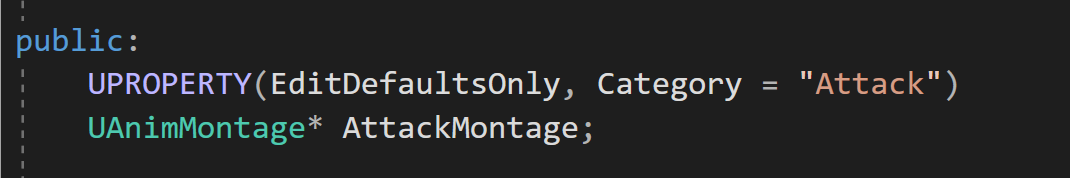 public:
UPROPERTY(EditDefaultsOnly, Category = "Attack")
UAnimMontage* AttackMontage;